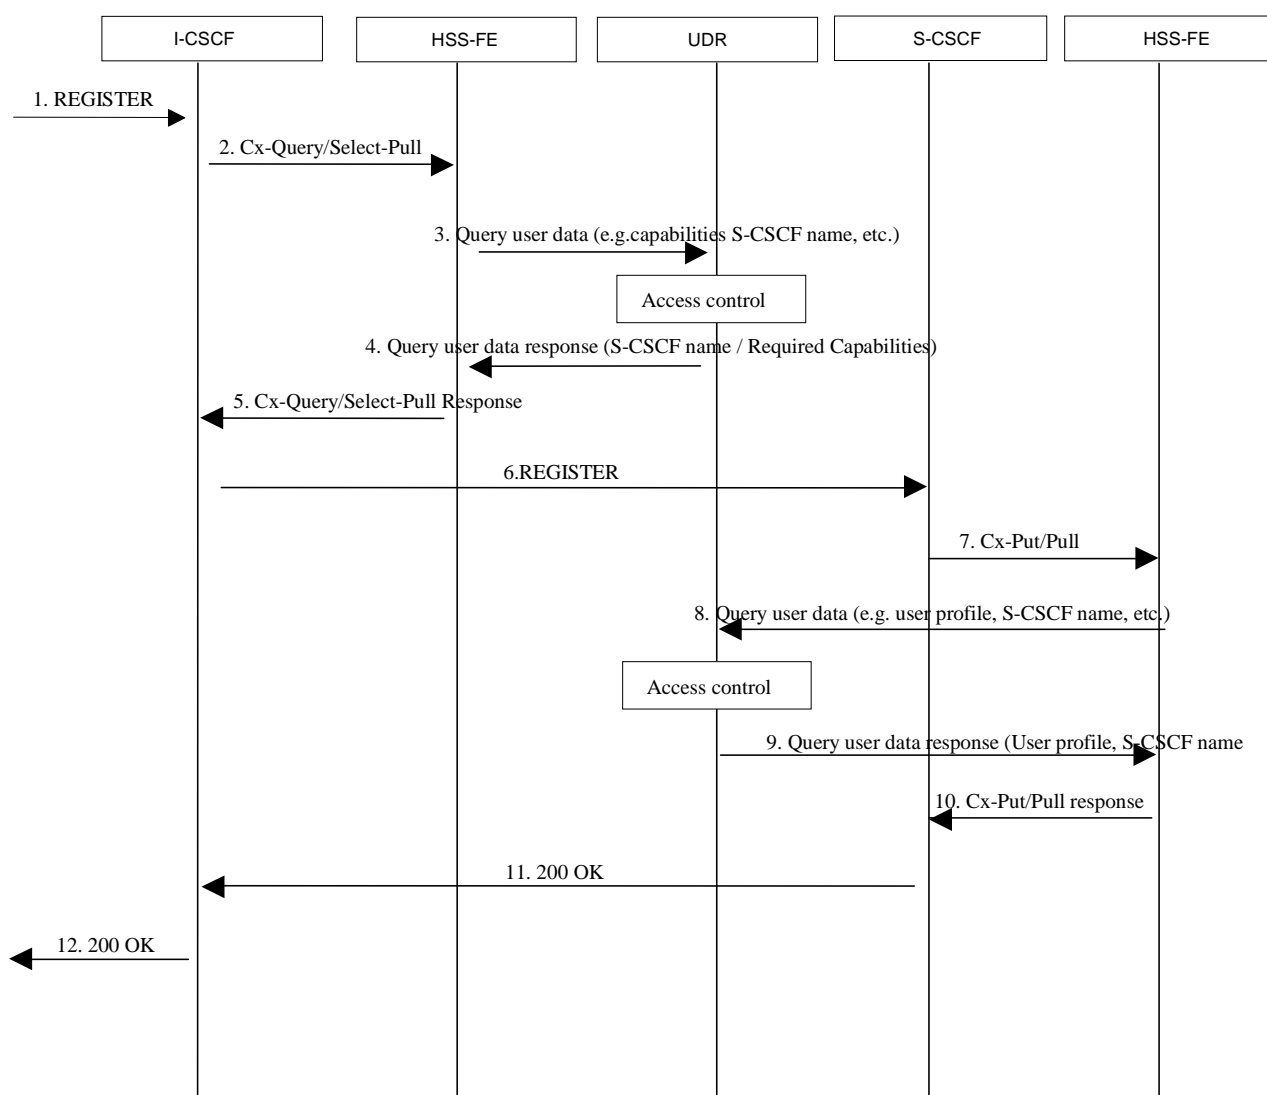 I-CSCF
HSS-FE
UDR
S-CSCF
HSS-FE
1. REGISTER
2. Cx-Query/Select-Pull
3. Query user data (e.g.capabilities S-CSCF name, etc.)
Access control
4. Query user data response (S-CSCF name / Required Capabilities)
5. Cx-Query/Select-Pull Response
6.REGISTER
7. Cx-Put/Pull
8. Query user data (e.g. user profile, S-CSCF name, etc.)
Access control
9. Query user data response (User profile, S-CSCF name
10. Cx-Put/Pull response
11. 200 OK
12. 200 OK